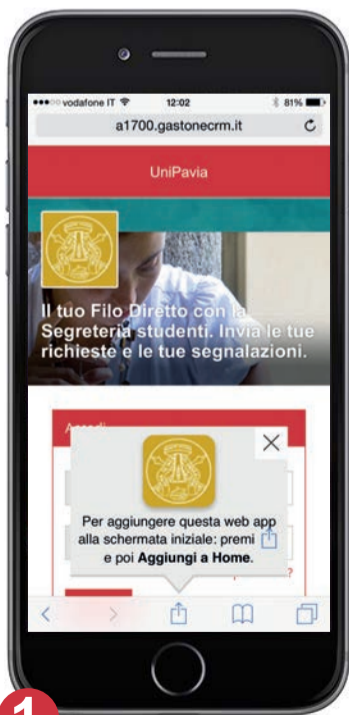 vodafone IT 12:02 81%
a1700.gastonecrm.it
UniPavia
Il tuo Filo Diretto con la
Segreteria studenti. Invia le tue
richieste e le tue segnalazioni.
Per aggiungere questa web app
alla schermata iniziale: premi
e poi Aggiungi a Home.
?
1